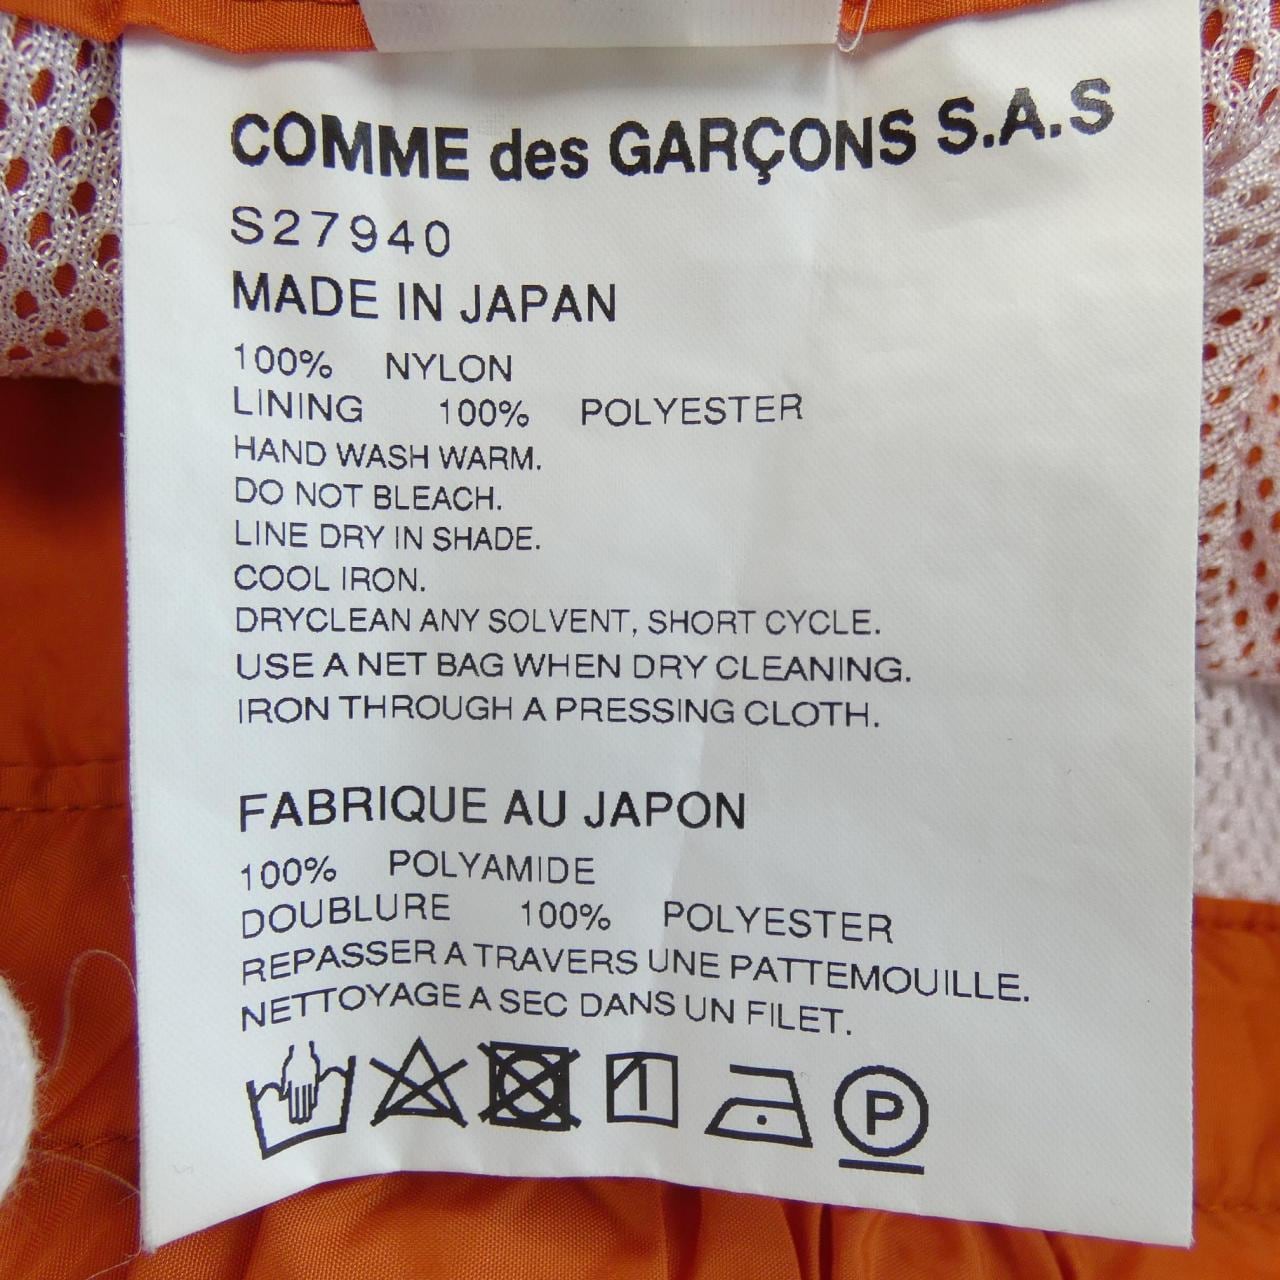 COMME des GARÇONS S.A.S
S27940
MADE IN JAPAN
100% NYLON
LINING 100% POLYESTER
HAND WASH WARM.
DO NOT BLEACH.
LINE DRY IN SHADE.
COOL IRON.
DRYCLEAN ANY SOLVENT, SHORT CYCLE.
USE A NET BAG WHEN DRY CLEANING.
IRON THROUGH A PRESSING CLOTH.
FABRIQUE AU JAPON
100% POLYAMIDE
DOUBLURE 100% POLYESTER
REPASSER A TRAVERS UNE PATTEMOUILLE.
NETTOYAGE A SEC DANS UN FILET.
P